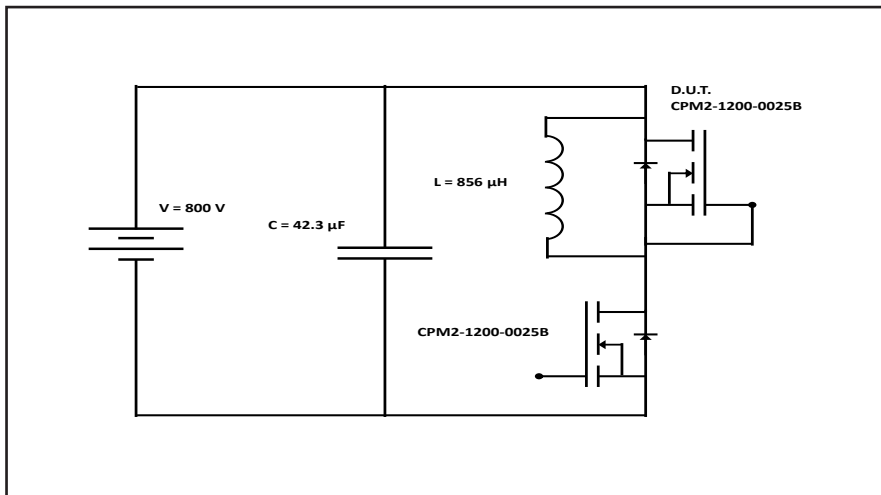 D.U.T.
CPM2-1200-0025B
L = 856 µH
V = 800 V
C = 42.3 µF
CPM2-1200-0025B